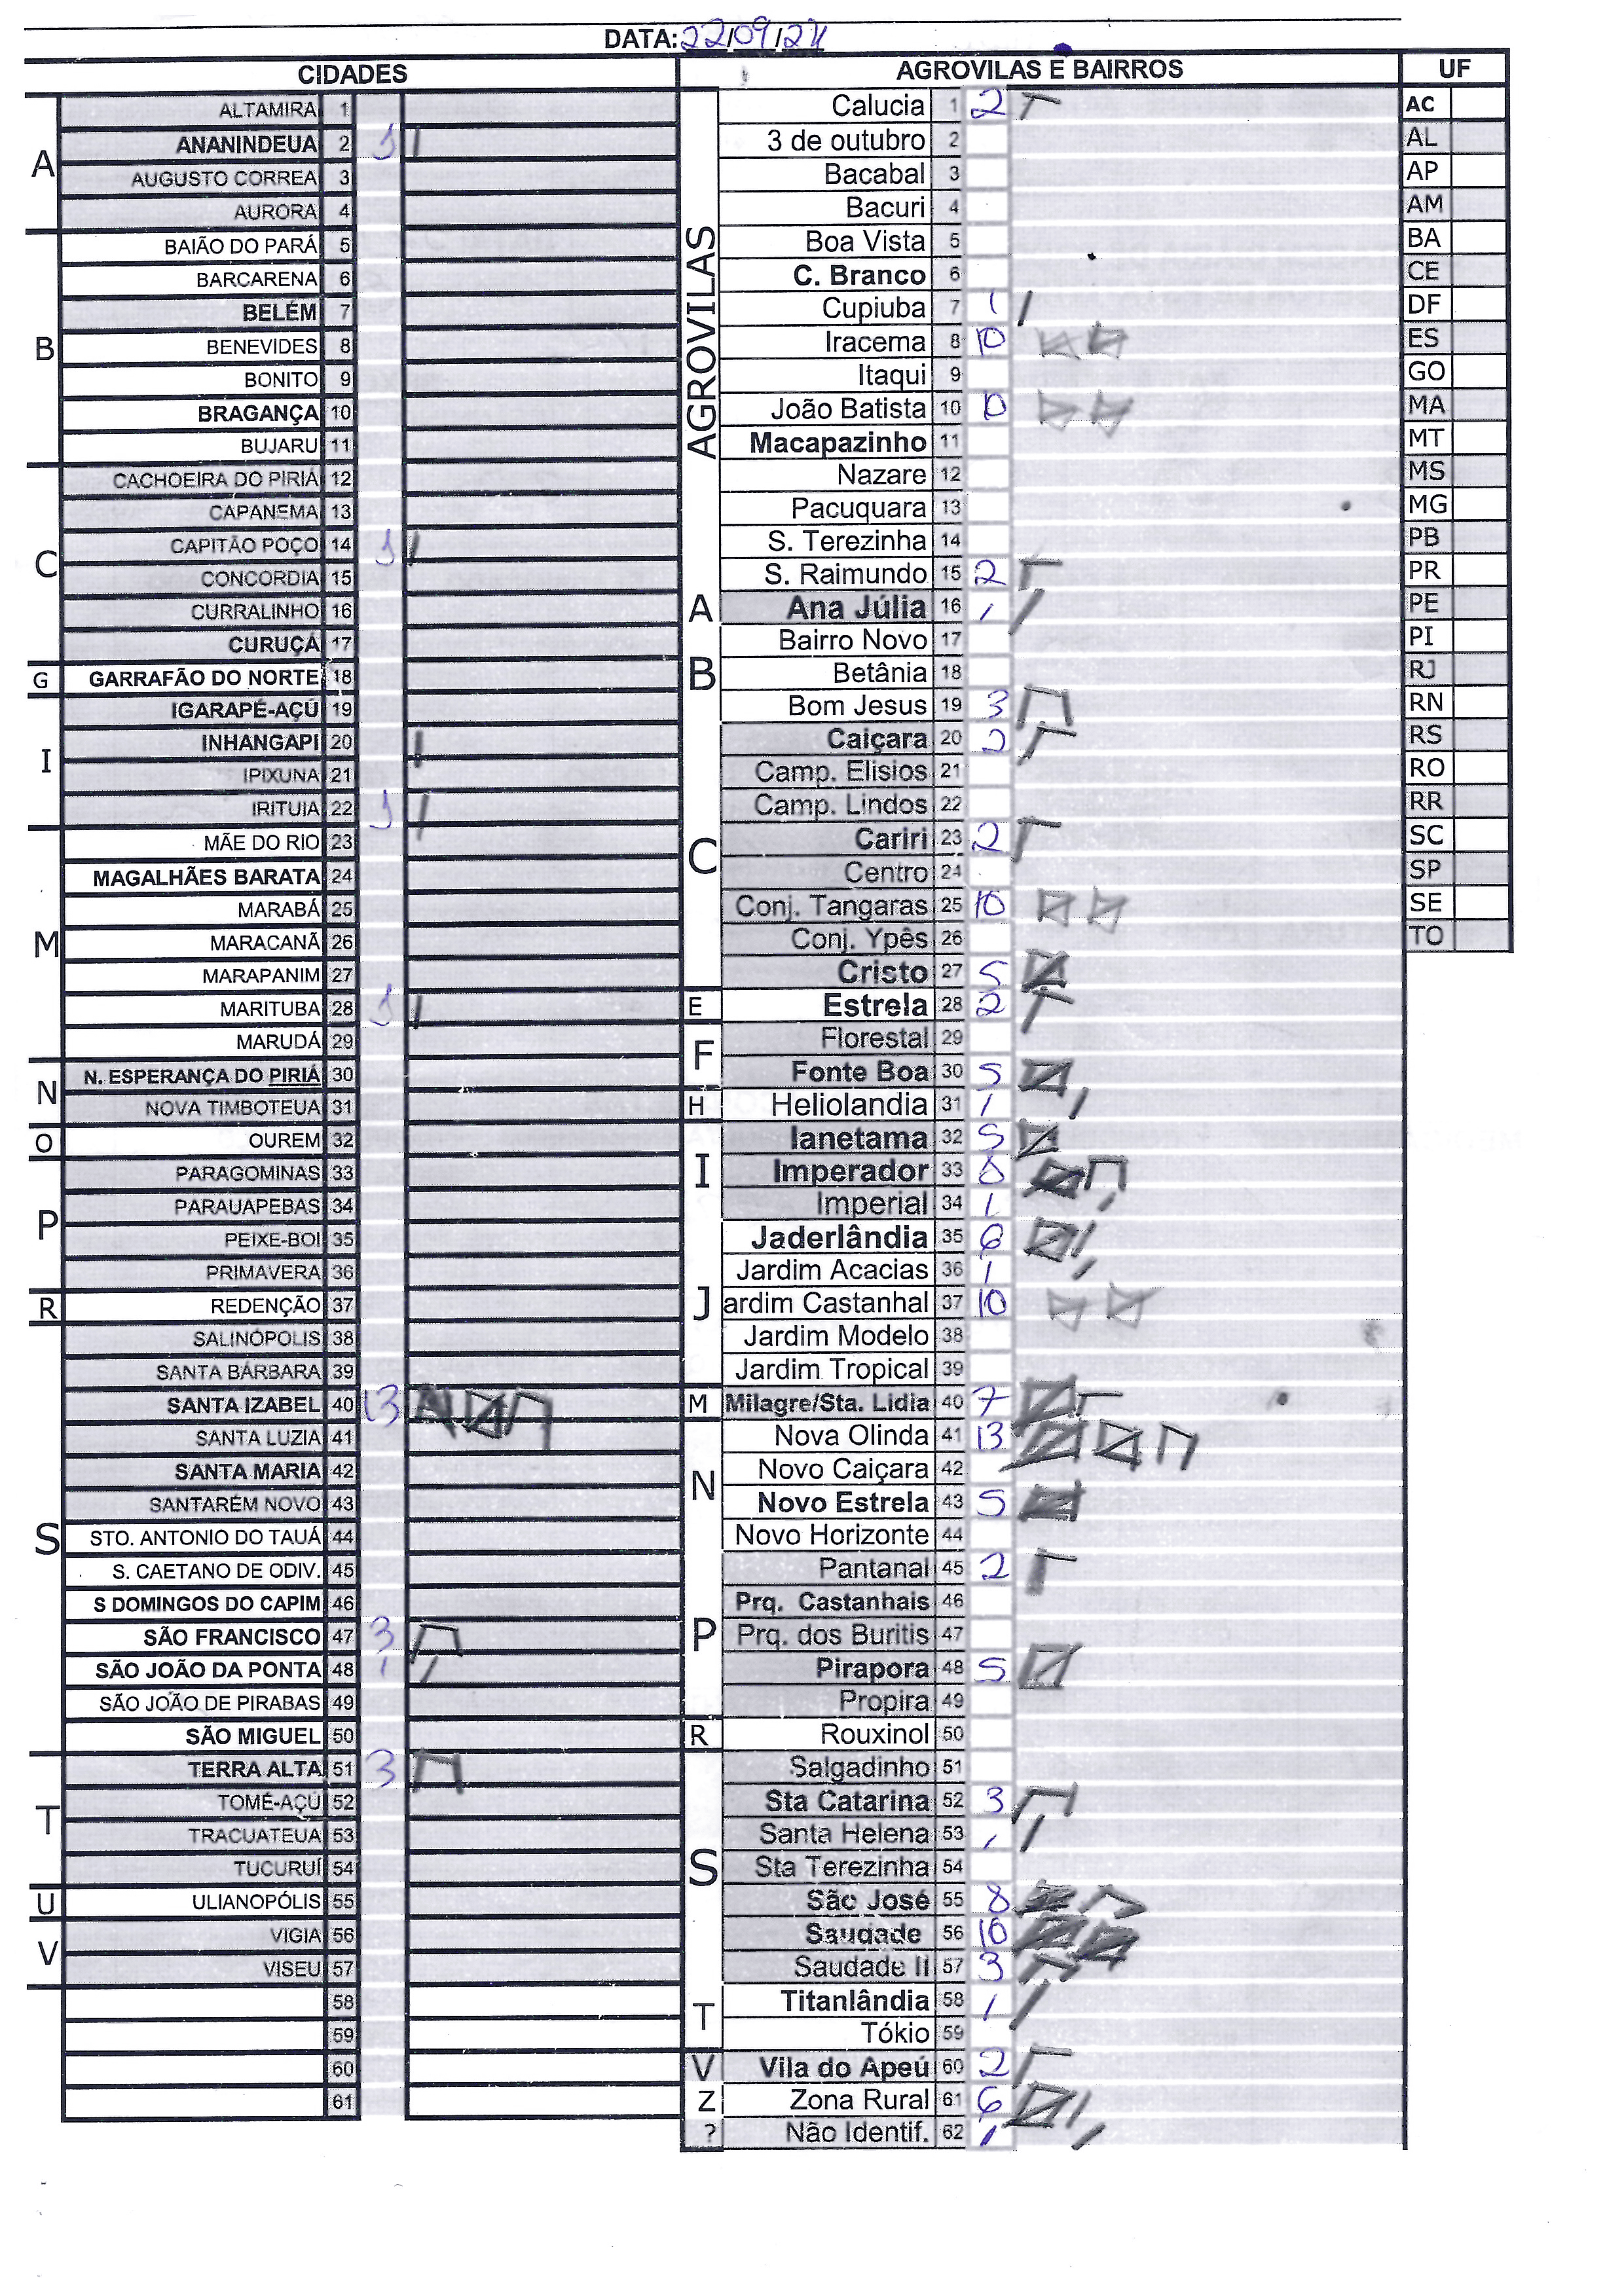 DATA: 22/09/24
CIDADES
A
ALTAMIRA 1
ANANINDEUA 2 1
AUGUSTO CORREA 3
AURORA 4
B
BAIÃO DO PARÁ 5
BARCARENA 6
BELÉM 7
BENEVIDES 8
BONITO 9
BRAGANÇA 10
BUJARU 11
C
CACHOEIRA DO PIRIÁ 12
CAPANEMA 13
CAPITÃO POÇO 14 1
CONCORDIA 15
CURRALINHO 16
CURUÇÁ 17
G
GARRAFÃO DO NORTE 18
I
IGARAPÉ-AÇÚ 19
INHANGAPI 20
IPIXUNA 21
IRITUIA 22 1
M
MÃE DO RIO 23
MAGALHÃES BARATA 24
MARABÁ 25
MARACANÃ 26
MARAPANIM 27
MARITUBA 28 1
MARUDÁ 29
N
N. ESPERANÇA DO PIRIÁ 30
NOVA TIMBOTEUA 31
O
OUREM 32
P
PARAGOMINAS 33
PARAUAPEBAS 34
PEIXE-BOI 35
PRIMAVERA 36
R
REDENÇÃO 37
S
SALINÓPOLIS 38
SANTA BÁRBARA 39
SANTA IZABEL 40 13
SANTA LUZIA 41
SANTA MARIA 42
SANTARÉM NOVO 43
STO. ANTONIO DO TAUÁ 44
S. CAETANO DE ODIV. 45
S DOMINGOS DO CAPIM 46
SÃO FRANCISCO 47 3
SÃO JOÃO DA PONTA 48 1
SÃO JOÃO DE PIRABAS 49
SÃO MIGUEL 50
T
TERRA ALTA 51 3
TOMÉ-AÇÚ 52
TRACUATEUA 53
TUCURUÍ 54
U
ULIANOPÓLIS 55
V
VIGIA 56
VISEU 57
58
59
60
61
AGROVILAS E BAIRROS
AGROVILAS
Calucia 1 2
3 de outubro 2
Bacabal 3
Bacuri 4
Boa Vista 5
C. Branco 6
Cupiuba 7 1
Iracema 8 10
Itaqui 9
João Batista 10 10
Macapazinho 11
Nazare 12
Pacuquara 13
S. Terezinha 14
S. Raimundo 15 2
A
Ana Júlia 16 1
B
Bairro Novo 17
Betânia 18
Bom Jesus 19 3
C
Caiçara 20 2
Camp. Elisios 21
Camp. Lindos 22
Cariri 23 2
Centro 24
Conj. Tangaras 25 10
Conj. Ypês 26
Cristo 27 5
E
Estrela 28 2
F
Florestal 29
Fonte Boa 30 5
H
Heliolandia 31 1
I
Ianetama 32 5
Imperador 33 8
Imperial 34 1
J
Jaderlândia 35 6
Jardim Acacias 36 1
ardim Castanhal 37 10
Jardim Modelo 38
Jardim Tropical 39
M
Milagre/Sta. Lidia 40 7
N
Nova Olinda 41 13
Novo Caiçara 42
Novo Estrela 43 5
Novo Horizonte 44
P
Pantanal 45 2
Prq. Castanhais 46
Prq. dos Buritis 47
Pirapora 48 5
Propira 49
R
Rouxinol 50
S
Salgadinho 51
Sta Catarina 52 3
Santa Helena 53 1
Sta Terezinha 54
São José 55 8
Saudade 56 10
Saudade II 57 3
T
Titanlândia 58 1
Tókio 59
V
Vila do Apeú 60 2
Z
Zona Rural 61 6
?
Não Identif. 62 1
UF
AC
AL
AP
AM
BA
CE
DF
ES
GO
MA
MT
MS
MG
PB
PR
PE
PI
RJ
RN
RS
RO
RR
SC
SP
SE
TO